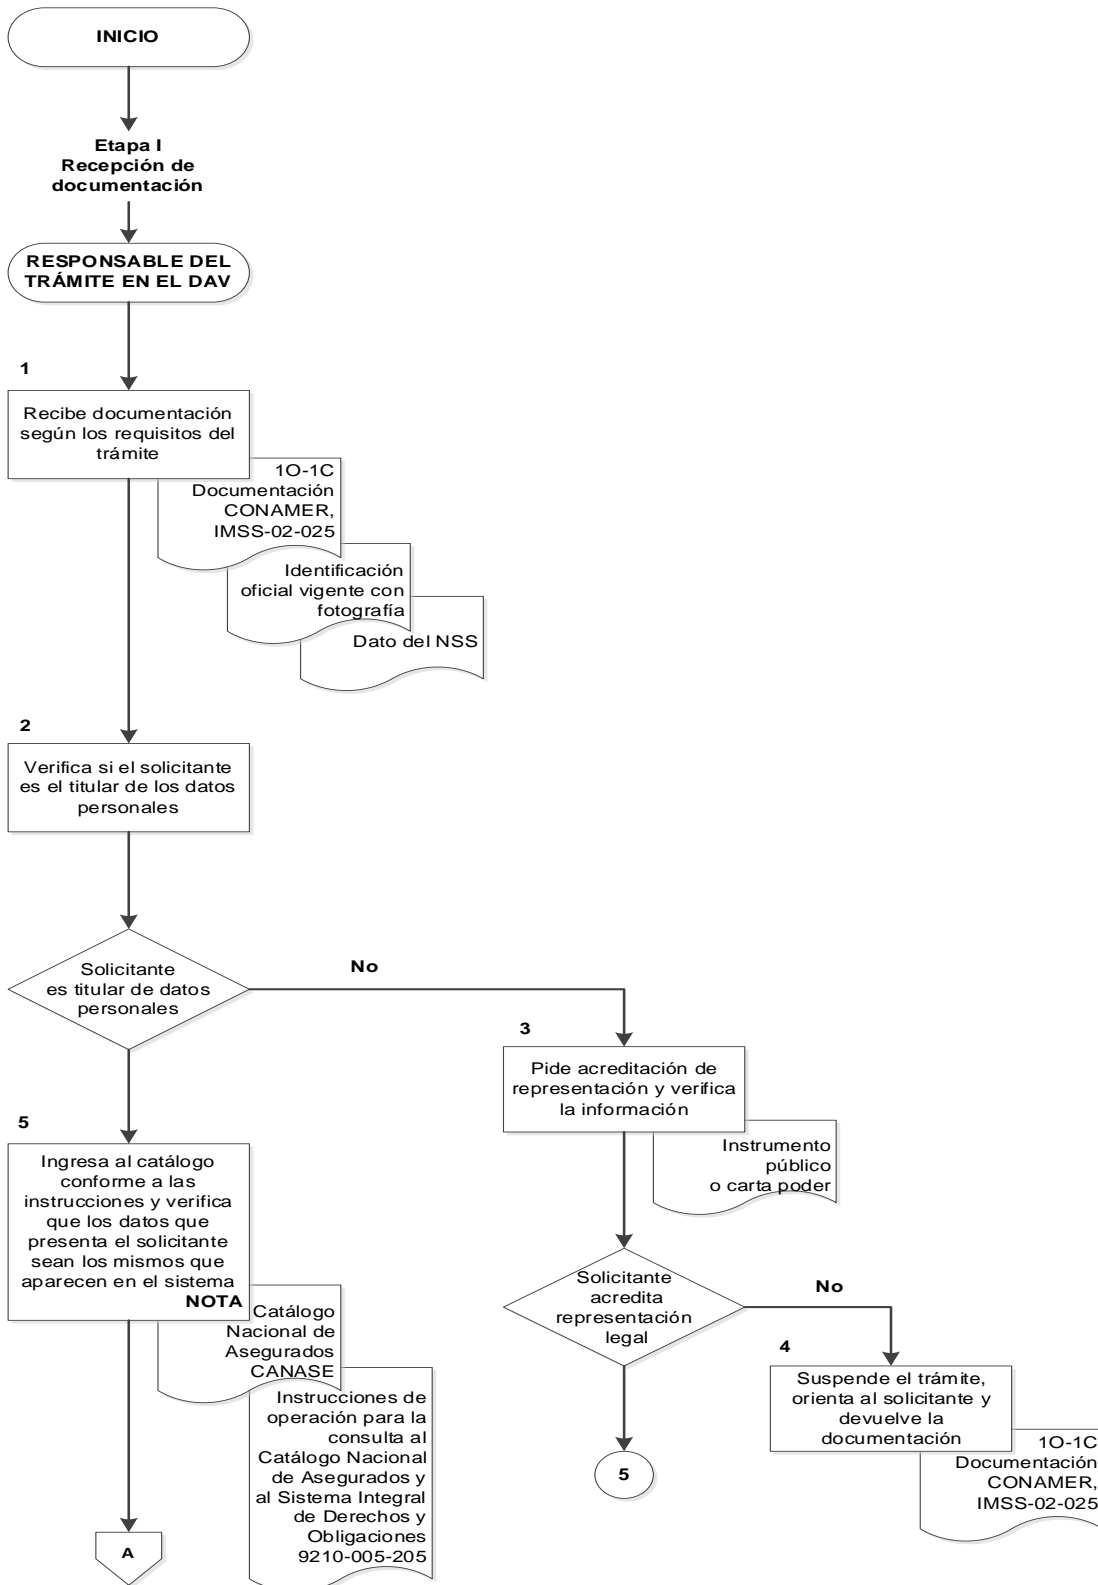 INICIO
Etapa I
Recepción de
documentación
RESPONSABLE DEL
TRÁMITE EN EL DAV
1
Recibe documentación
según los requisitos del
trámite
1O-1C
Documentación
CONAMER,
IMSS-02-025
Identificación
oficial vigente con
fotografía
Dato del NSS
2
Verifica si el solicitante
es el titular de los datos
personales
Solicitante
es titular de datos
personales
No
3
Pide acreditación de
representación y verifica
la información
Instrumento
público
o carta poder
Solicitante
acredita
representación
legal
No
4
Suspende el trámite,
orienta al solicitante y
devuelve la
documentación
1O-1C
Documentación
CONAMER,
IMSS-02-025
5
5
Ingresa al catálogo
conforme a las
instrucciones y verifica
que los datos que
presenta el solicitante
sean los mismos que
aparecen en el sistema
NOTA
Catálogo
Nacional de
Asegurados
CANASE
Instrucciones de
operación para la
consulta al
Catálogo Nacional
de Asegurados y
al Sistema Integral
de Derechos y
Obligaciones
9210-005-205
A